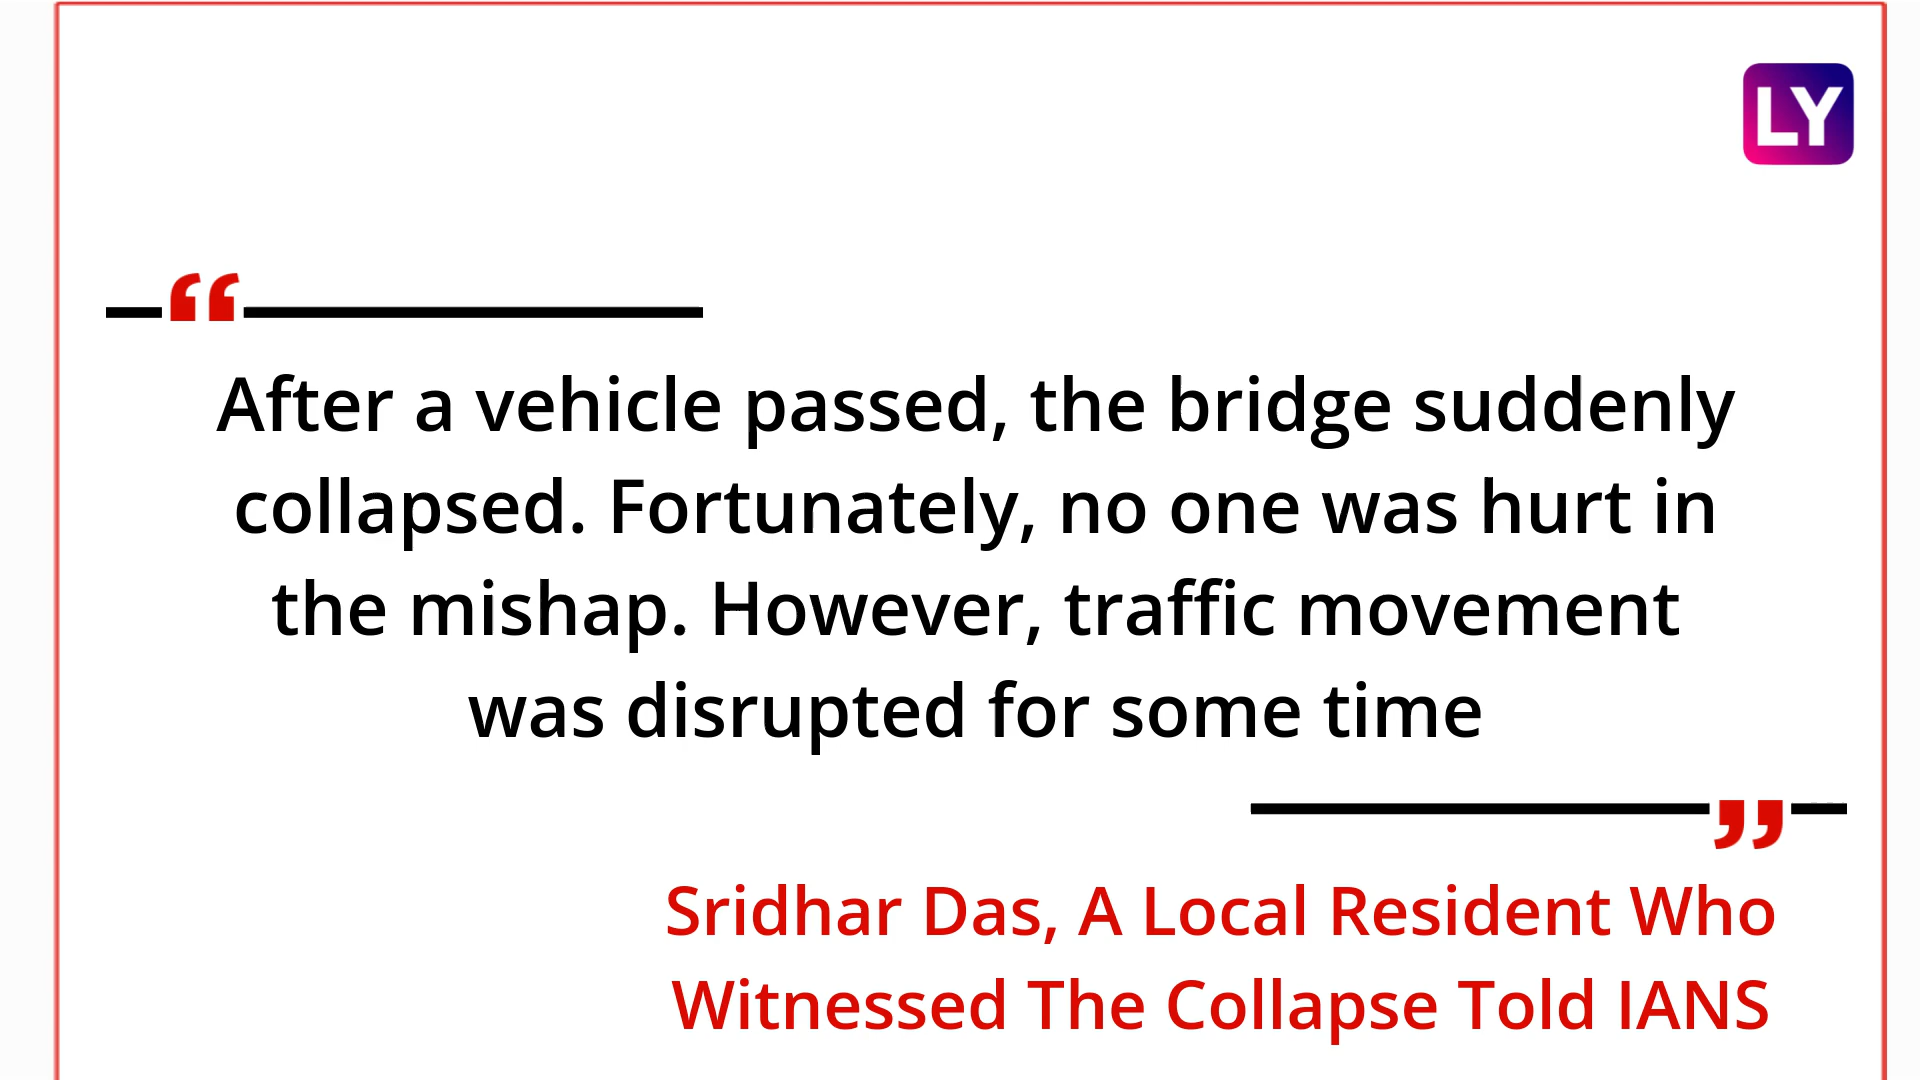 LY
“
After a vehicle passed, the bridge suddenly
collapsed. Fortunately, no one was hurt in
the mishap. However, traffic movement
was disrupted for some time
”
Sridhar Das, A Local Resident Who
Witnessed The Collapse Told IANS